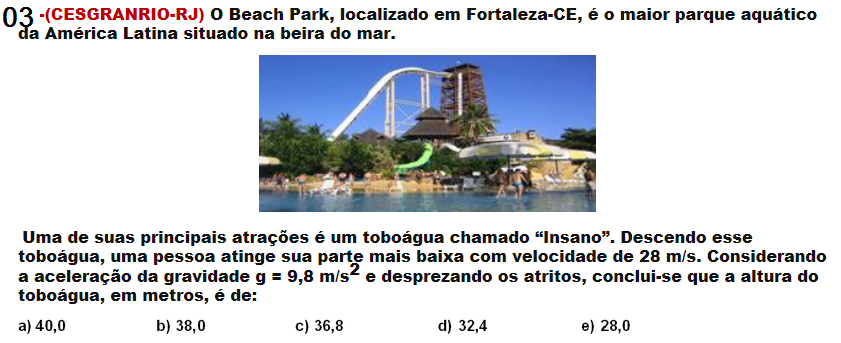 03 -(CESGRANRIO-RJ) O Beach Park, localizado em Fortaleza-CE, é o maior parque aquático
da América Latina situado na beira do mar.
Uma de suas principais atrações é um toboágua chamado “Insano”. Descendo esse
toboágua, uma pessoa atinge sua parte mais baixa com velocidade de 28 m/s. Considerando
a aceleração da gravidade g = 9,8 m/s² e desprezando os atritos, conclui-se que a altura do
toboágua, em metros, é de:
a) 40,0 b) 38,0 c) 36,8 d) 32,4 e) 28,0